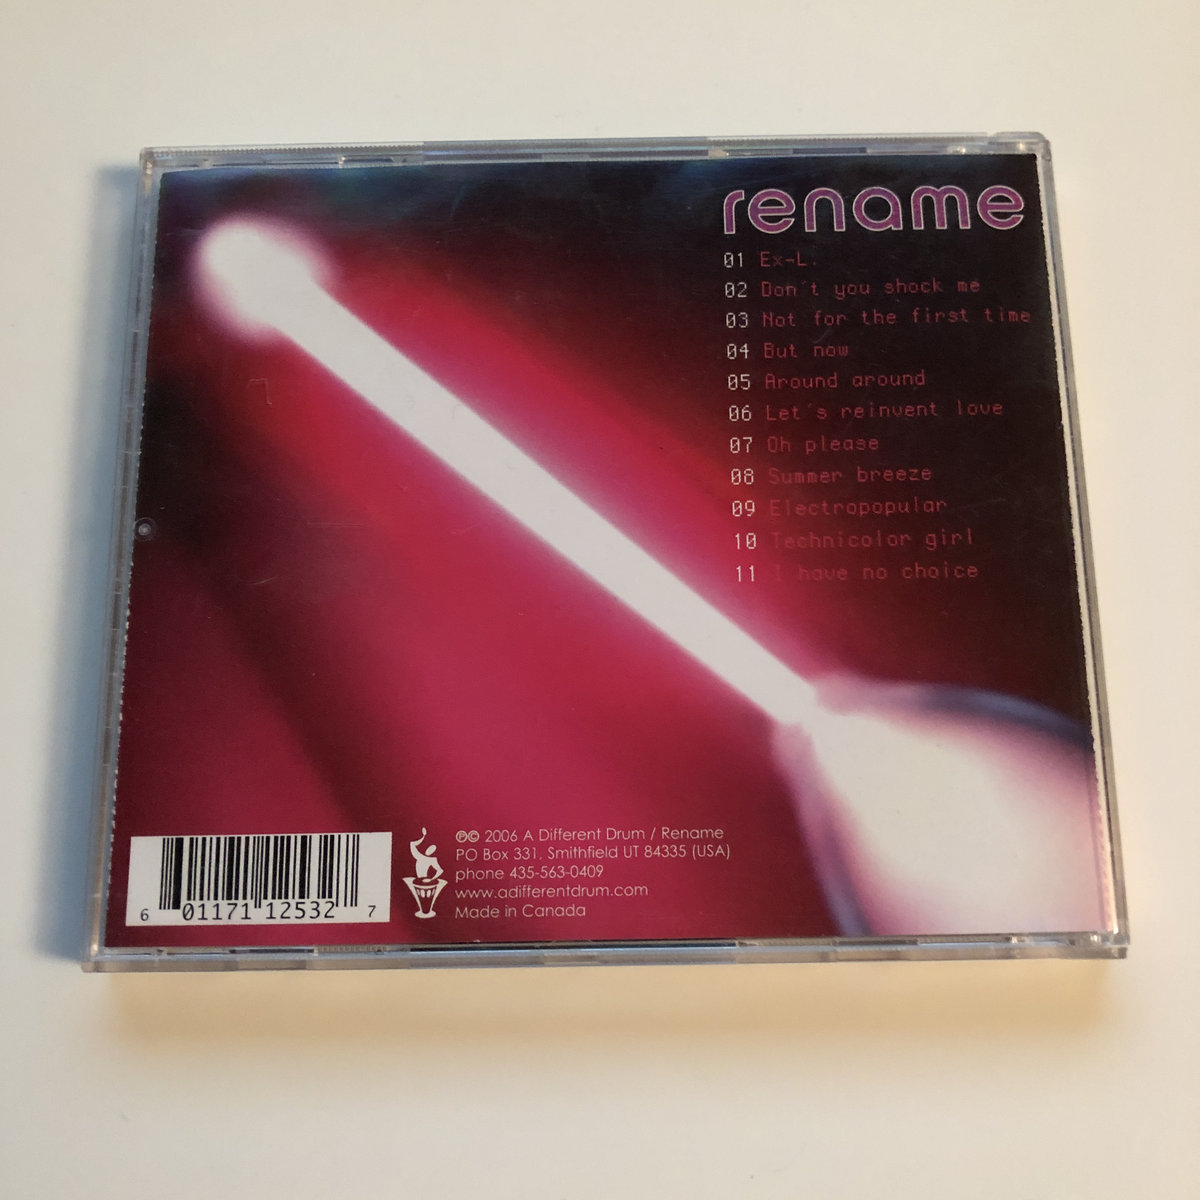 rename
01 Ex-L.
02 Don´t you shock me
03 Not for the first time
04 But now
05 Around around
06 Let´s reinvent love
07 Oh please
08 Summer breeze
09 Electropopular
10 Technicolor girl
11 I have no choice
℗© 2006 A Different Drum / Rename
PO Box 331, Smithfield UT 84335 (USA)
phone 435-563-0409
www.adifferentdrum.com
Made in Canada
6 01171 12532 7